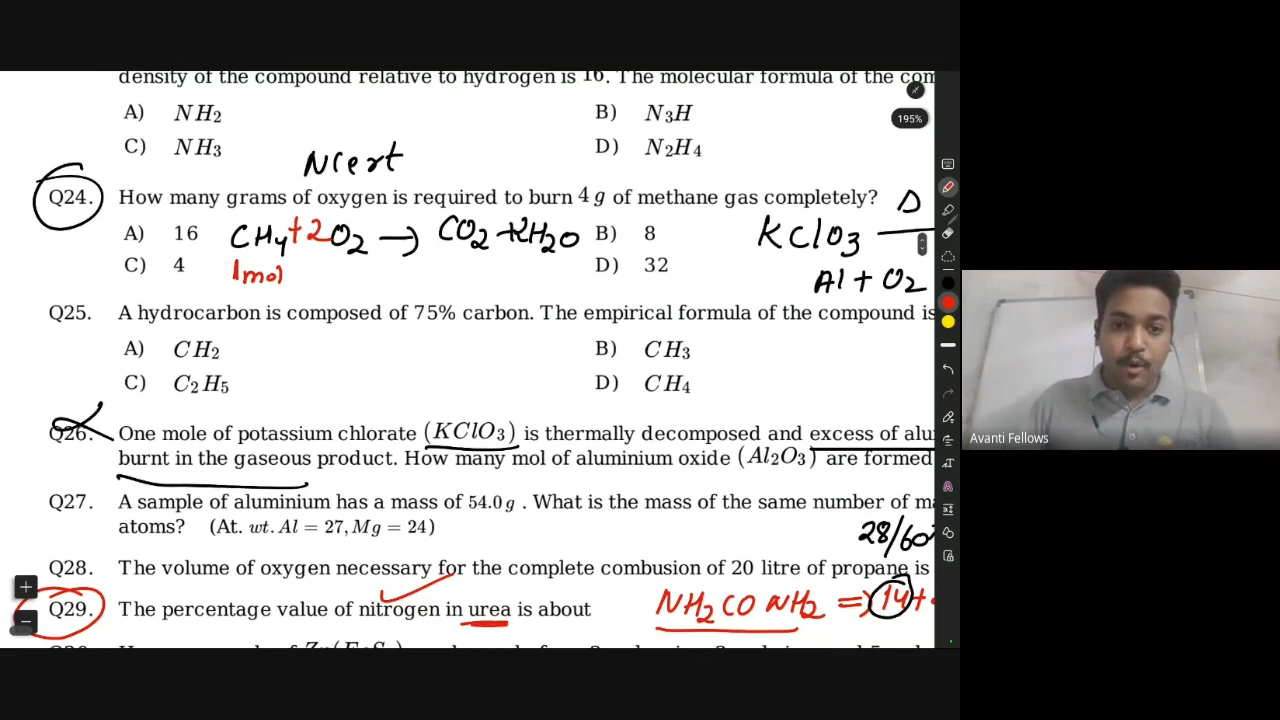 density of the compound relative to hydrogen is 16. The molecular formula of the com
A) NH2 B) N3H
195%
C) NH3 D) N2H4
Ncert
Q24. How many grams of oxygen is required to burn 4 g of methane gas completely? Δ
A) 16 CH4 + 2O2 → CO2 + 2H2O B) 8 KClO3
C) 4 1mol D) 32 Al + O2
Q25. A hydrocarbon is composed of 75% carbon. The empirical formula of the compound is
A) CH2 B) CH3
C) C2H5 D) CH4
Q26. One mole of potassium chlorate (KClO3) is thermally decomposed and excess of alu
burnt in the gaseous product. How many mol of aluminium oxide (Al2O3) are formed
Avanti Fellows
Q27. A sample of aluminium has a mass of 54.0 g . What is the mass of the same number of ma
atoms? (At. wt. Al = 27, Mg = 24)
28/60
Q28. The volume of oxygen necessary for the complete combusion of 20 litre of propane is
Q29. The percentage value of nitrogen in urea is about NH2CONH2 ⇒ 14+